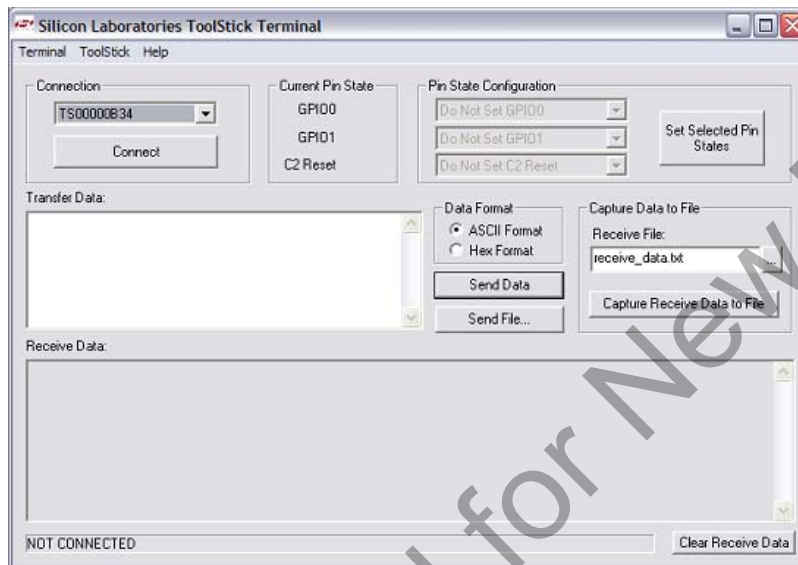 Silicon Laboratories ToolStick Terminal
Terminal ToolStick Help
Connection
TS00000B34
Connect
Current Pin State
GPIO0
GPIO1
C2 Reset
Pin State Configuration
Do Not Set GPIO0
Do Not Set GPIO1
Do Not Set C2 Reset
Set Selected Pin
States
Transfer Data:
Data Format
ASCII Format
Hex Format
Send Data
Send File...
Capture Data to File
Receive File:
receive_data.txt
...
Capture Receive Data to File
Receive Data:
NOT CONNECTED
Clear Receive Data
for New